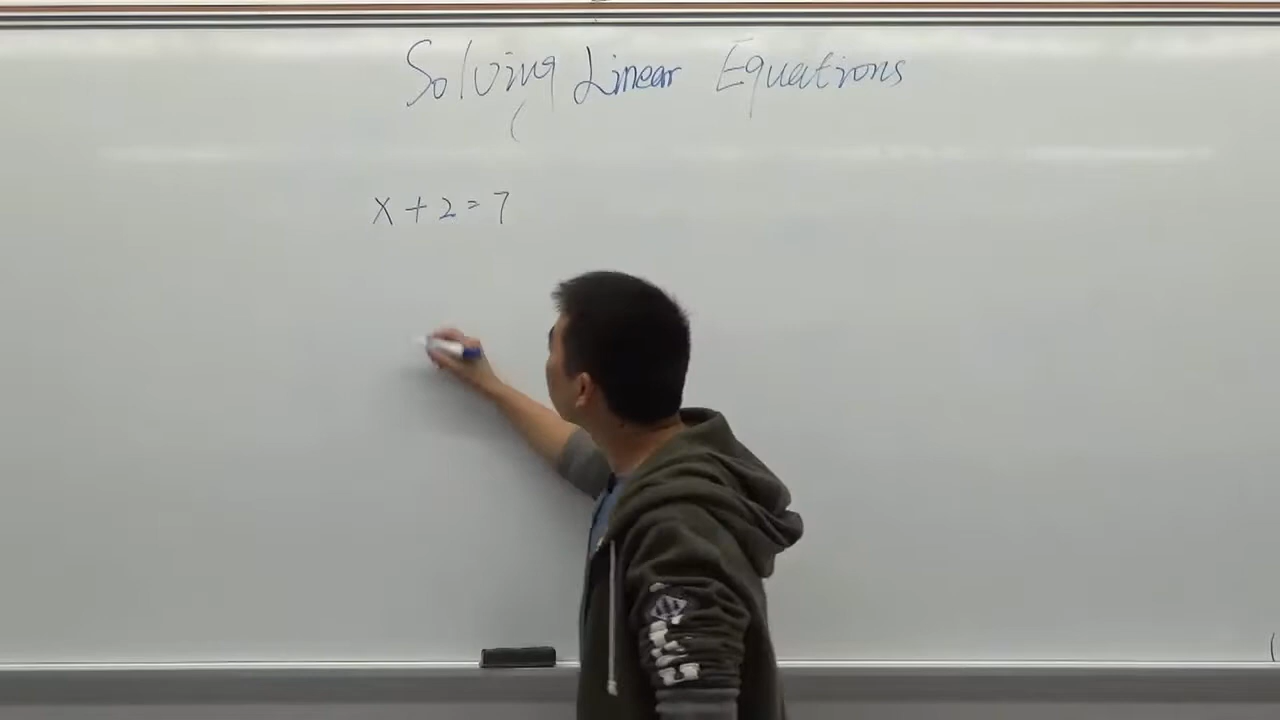 Solving Linear Equations
x + 2 = 7